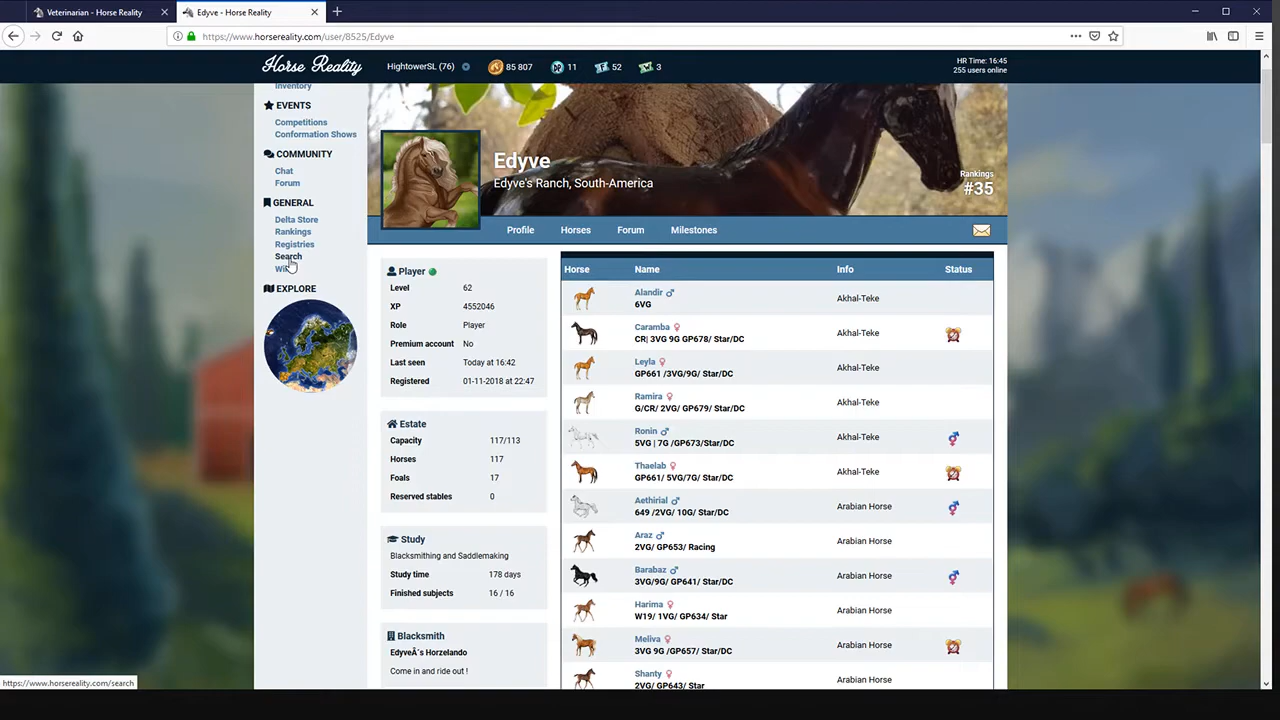 Veterinarian - Horse Reality
Edyve - Horse Reality
https://www.horsereality.com/user/8525/Edyve
Horse Reality
HightowerSL (76)
85 807
11
52
3
HR Time: 16:45
255 users online
Inventory
EVENTS
Competitions
Conformation Shows
COMMUNITY
Chat
Forum
GENERAL
Delta Store
Rankings
Registries
Search
EXPLORE
Edyve
Edyve's Ranch, South-America
Rankings
#35
Profile Horses Forum Milestones
Player
Level 62
XP 4552046
Role Player
Premium account No
Last seen Today at 16:42
Registered 01-11-2018 at 22:47
Estate
Capacity 117/113
Horses 117
Foals 17
Reserved stables 0
Study
Blacksmithing and Saddlemaking
Study time 178 days
Finished subjects 16 / 16
Blacksmith
EdyveÂ´s Horzelando
Come in and ride out !
Horse Name Info Status
Alandir ♂
6VG
Akhal-Teke
Caramba ♀
CR| 3VG 9G GP678/ Star/DC
Akhal-Teke
Leyla ♀
GP661 /3VG/9G/ Star/DC
Akhal-Teke
Ramira ♀
G/CR/ 2VG/ GP679/ Star/DC
Akhal-Teke
Ronin ♂
5VG | 7G /GP673/Star/DC
Akhal-Teke
Thaelab ♀
GP661/ 5VG/7G/ Star/DC
Akhal-Teke
Aethirial ♂
649 /2VG/ 10G/ Star/DC
Arabian Horse
Araz ♂
2VG/ GP653/ Racing
Arabian Horse
Barabaz ♂
3VG/9G/ GP641/ Star/DC
Arabian Horse
Harima ♀
W19/ 1VG/ GP634/ Star
Arabian Horse
Meliva ♀
3VG 9G /GP657/ Star/DC
Arabian Horse
Shanty ♀
2VG/ GP643/ Star
Arabian Horse
https://www.horsereality.com/search